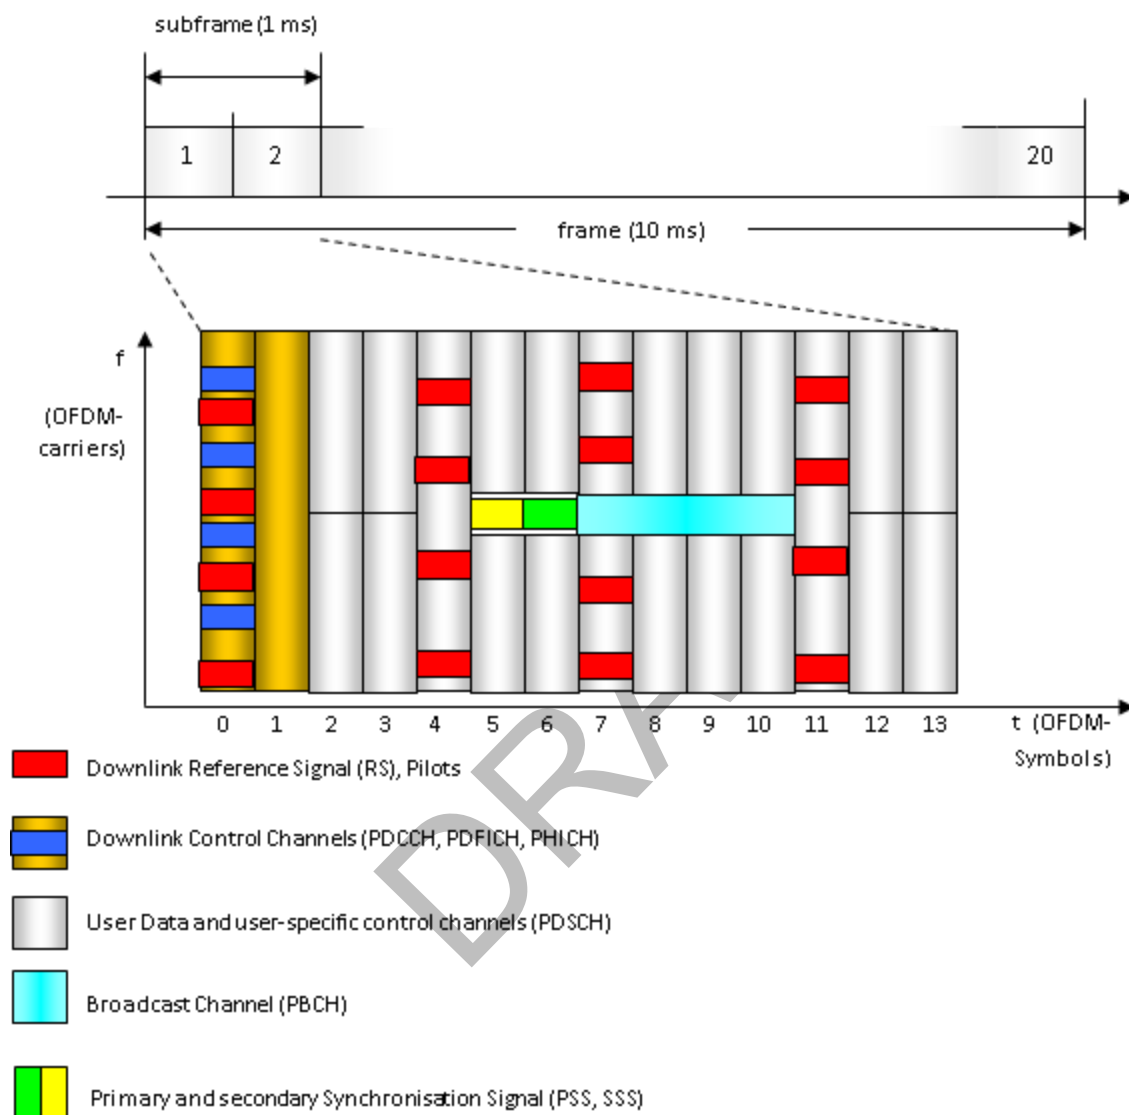 subframe (1 ms)
1 2 20
frame (10 ms)
f
(OFDM-
carriers)
0 1 2 3 4 5 6 7 8 9 10 11 12 13 t (OFDM-
Symbols)
Downlink Reference Signal (RS), Pilots
Downlink Control Channels (PDCCH, PDFICH, PHICH)
User Data and user-specific control channels (PDSCH)
Broadcast Channel (PBCH)
Primary and secondary Synchronisation Signal (PSS, SSS)